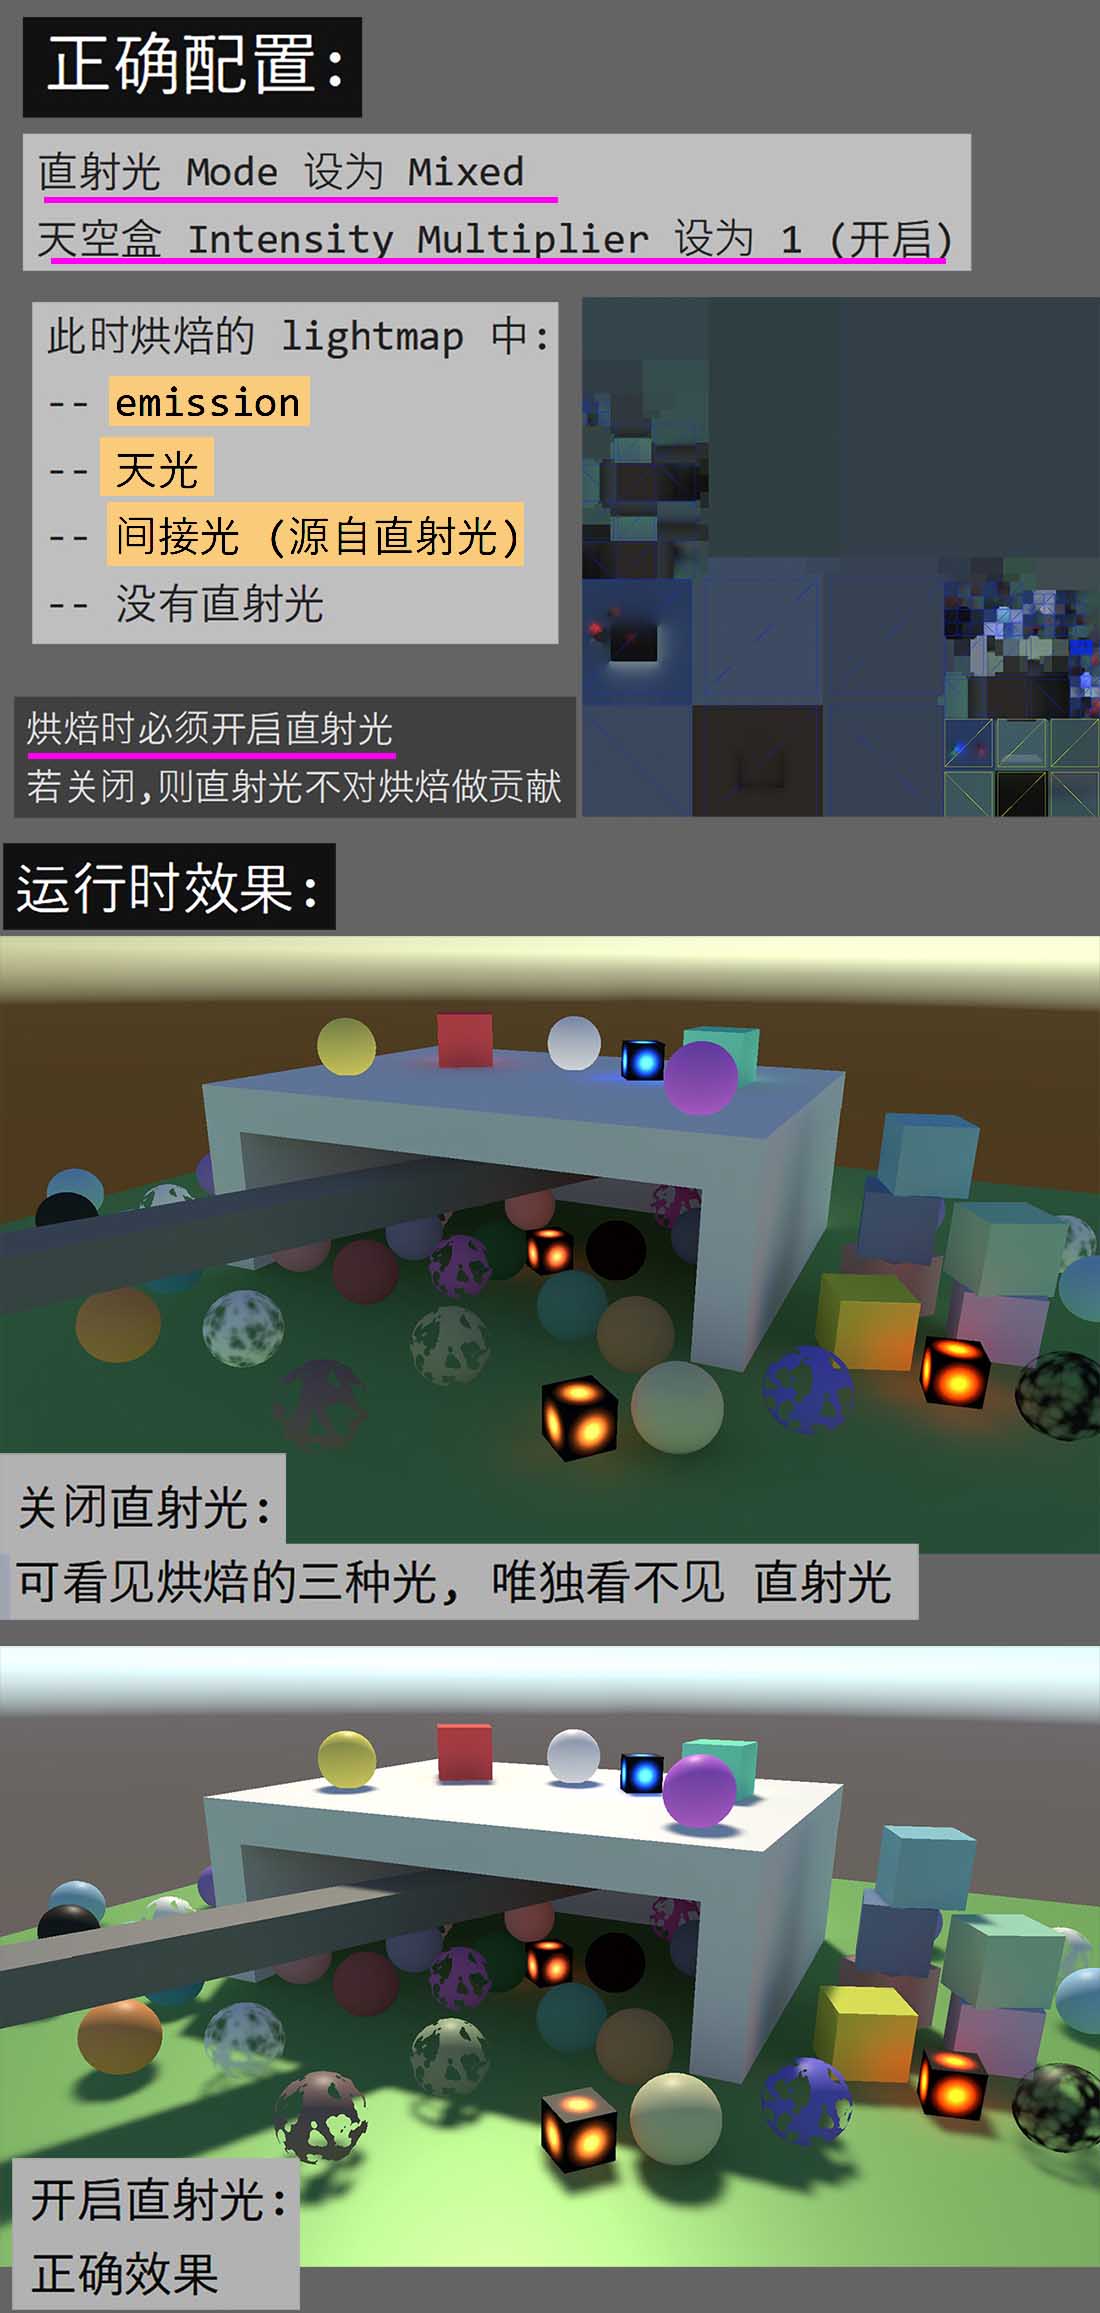 正确配置:
直射光 Mode 设为 Mixed
天空盒 Intensity Multiplier 设为 1 (开启)
此时烘焙的 lightmap 中:
-- emission
-- 天光
-- 间接光 (源自直射光)
-- 没有直射光
烘焙时必须开启直射光
若关闭,则直射光不对烘焙做贡献
运行时效果:
关闭直射光:
可看见烘焙的三种光, 唯独看不见 直射光
开启直射光:
正确效果